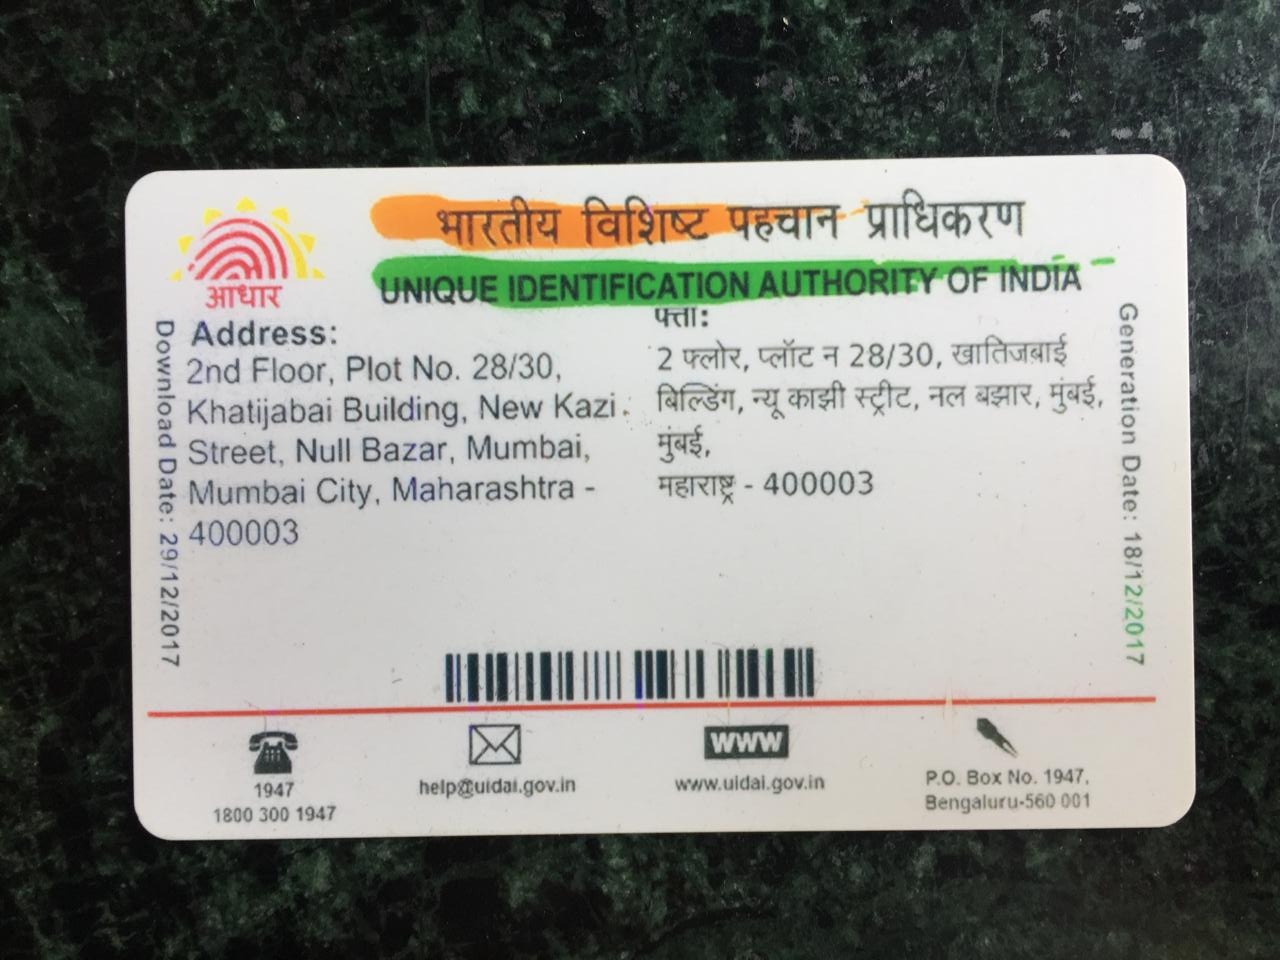 भारतीय विशिष्ट पहचान प्राधिकरण
UNIQUE IDENTIFICATION AUTHORITY OF INDIA
आधार
Download Date: 29/12/2017
Address:
2nd Floor, Plot No. 28/30,
Khatijabai Building, New Kazi
Street, Null Bazar, Mumbai,
Mumbai City, Maharashtra -
400003
पत्ता:
2 फ्लोर, प्लॉट न 28/30, खातिजबाई
बिल्डिंग, न्यू काझी स्ट्रीट, नल बझार, मुंबई,
मुंबई,
महाराष्ट्र - 400003
Generation Date: 18/12/2017
1947
1800 300 1947
help@uidai.gov.in
WWW
www.uidai.gov.in
P.O. Box No. 1947,
Bengaluru-560 001